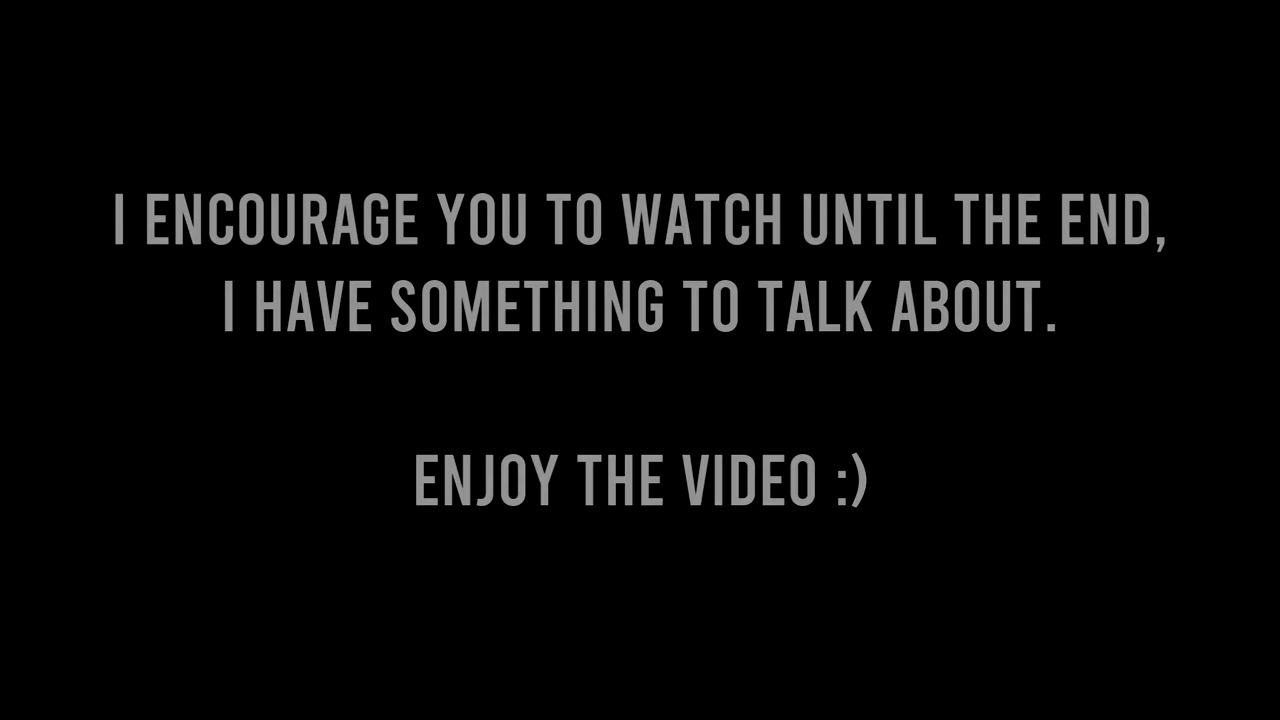 I ENCOURAGE YOU TO WATCH UNTIL THE END,
I HAVE SOMETHING TO TALK ABOUT.
ENJOY THE VIDEO :)